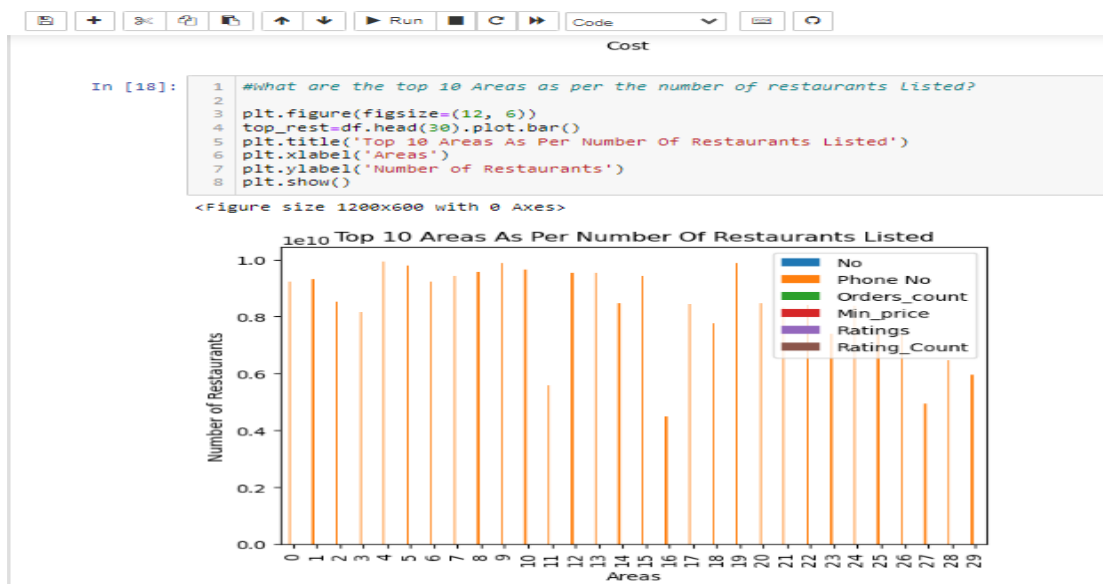 Run
Code
Cost
In [18]:
1 #What are the top 10 Areas as per the number of restaurants Listed?
2
3 plt.figure(figsize=(12, 6))
4 top_rest=df.head(30).plot.bar()
5 plt.title('Top 10 Areas As Per Number Of Restaurants Listed')
6 plt.xlabel('Areas')
7 plt.ylabel('Number of Restaurants')
8 plt.show()
<Figure size 1200x600 with 0 Axes>
1e10 Top 10 Areas As Per Number Of Restaurants Listed
No
Phone No
Orders_count
Min_price
Ratings
Rating_Count
Number of Restaurants
1.0
0.8
0.6
0.4
0.2
0.0
0 1 2 3 4 5 6 7 8 9 10 11 12 13 14 15 16 17 18 19 20 21 22 23 24 25 26 27 28 29
Areas